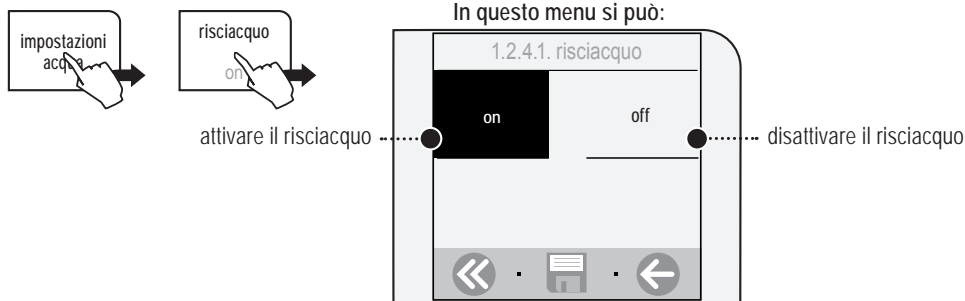 In questo menu si può:
impostazioni
acqua
risciacquo
on
1.2.4.1. risciacquo
on
off
attivare il risciacquo
disattivare il risciacquo